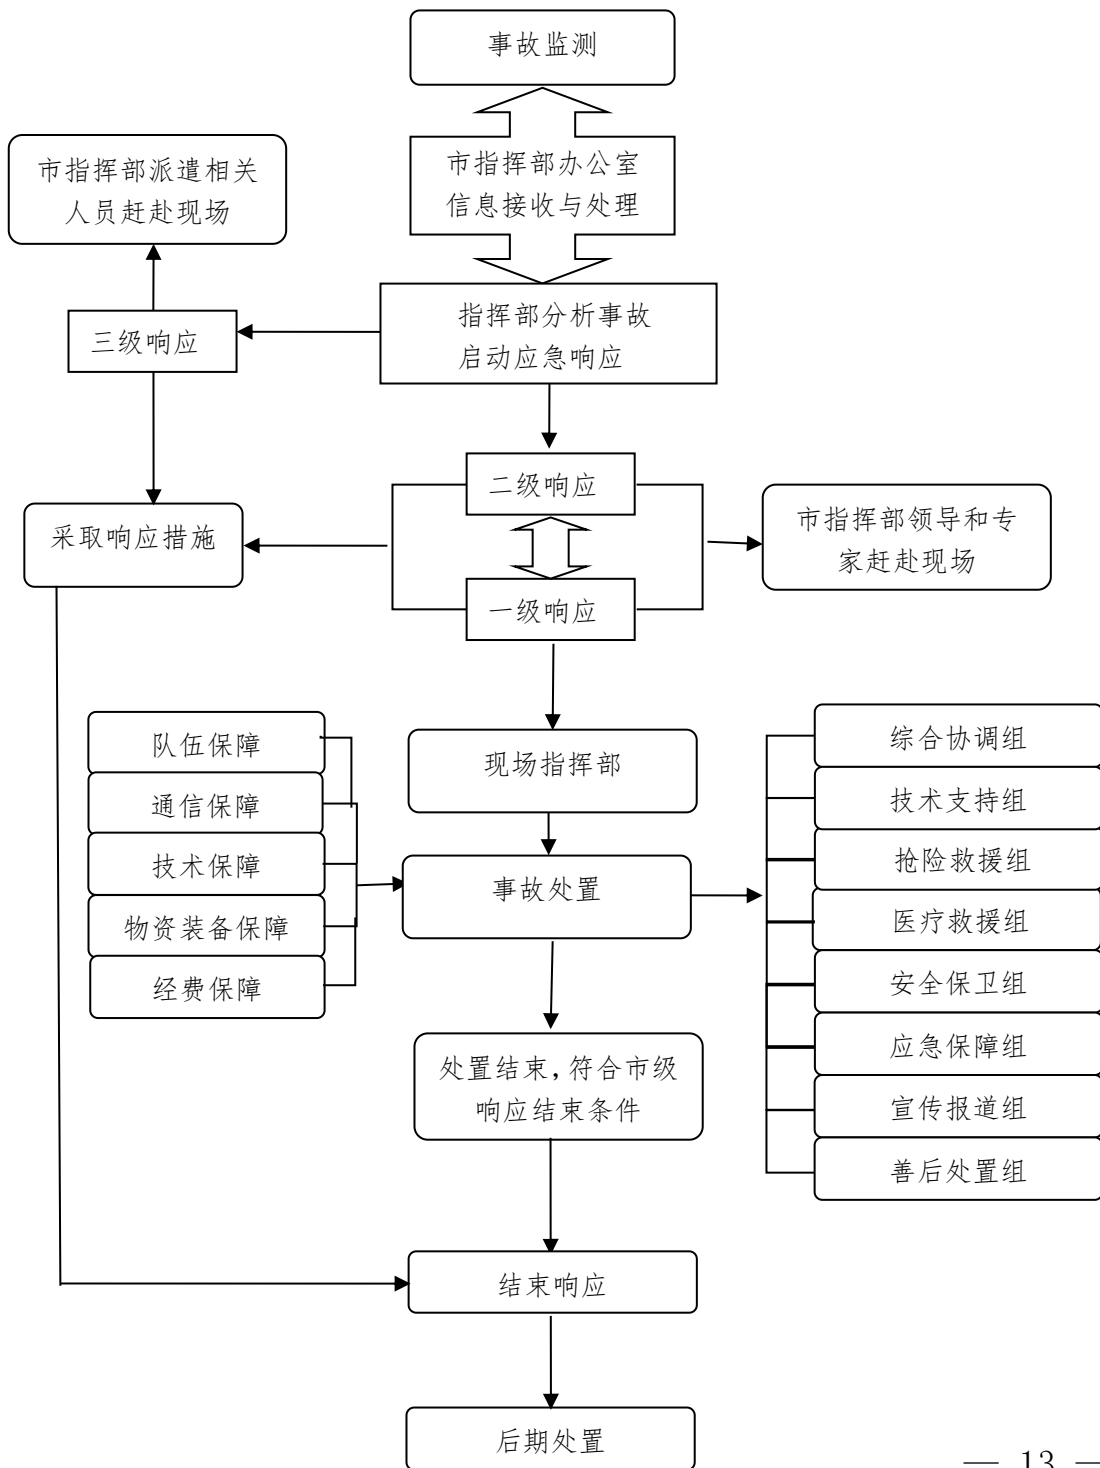 事故监测
市指挥部办公室
信息接收与处理
市指挥部派遣相关
人员赶赴现场
指挥部分析事故
启动应急响应
三级响应
二级响应
采取响应措施
市指挥部领导和专
家赶赴现场
一级响应
队伍保障
通信保障
技术保障
物资装备保障
经费保障
现场指挥部
事故处置
综合协调组
技术支持组
抢险救援组
医疗救援组
安全保卫组
应急保障组
宣传报道组
善后处置组
处置结束,符合市级
响应结束条件
结束响应
后期处置
— 13 —